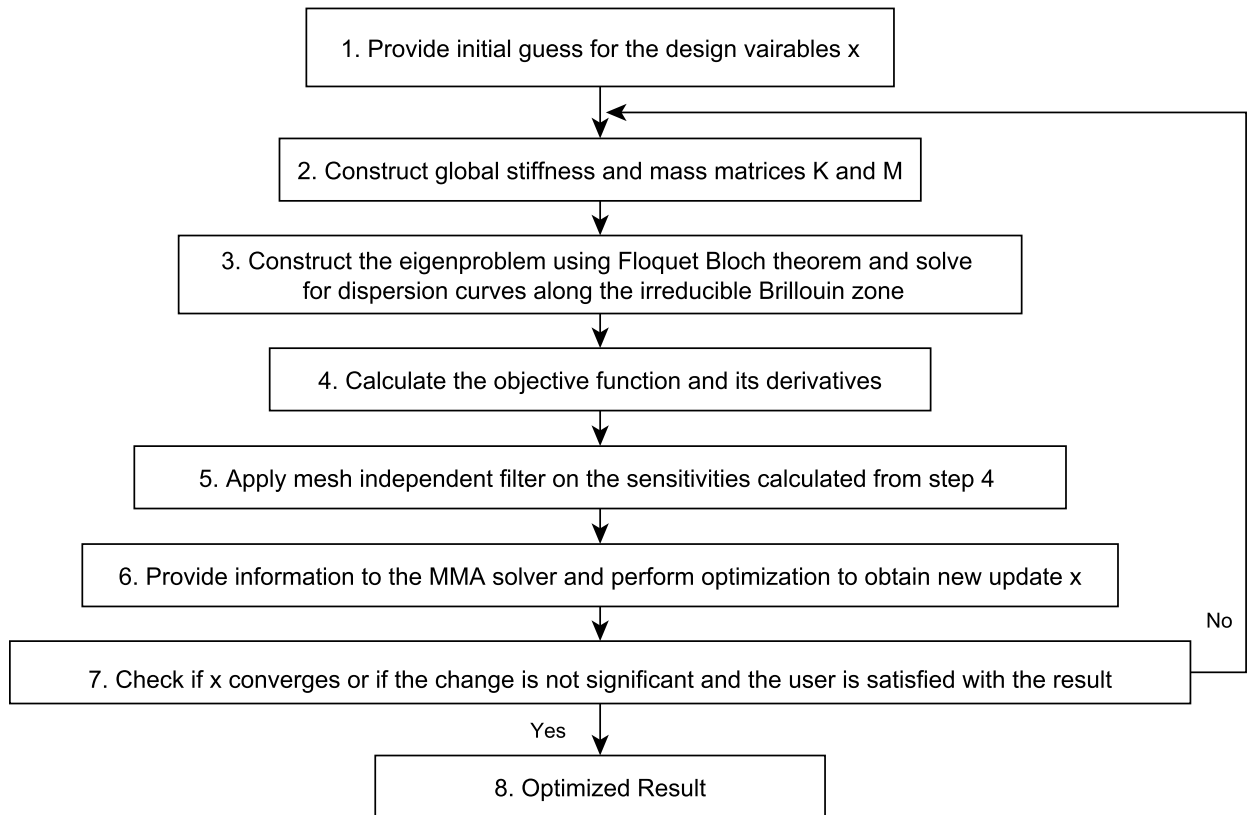 1. Provide initial guess for the design vairables x
2. Construct global stiffness and mass matrices K and M
3. Construct the eigenproblem using Floquet Bloch theorem and solve
for dispersion curves along the irreducible Brillouin zone
4. Calculate the objective function and its derivatives
5. Apply mesh independent filter on the sensitivities calculated from step 4
6. Provide information to the MMA solver and perform optimization to obtain new update x
No
7. Check if x converges or if the change is not significant and the user is satisfied with the result
Yes
8. Optimized Result